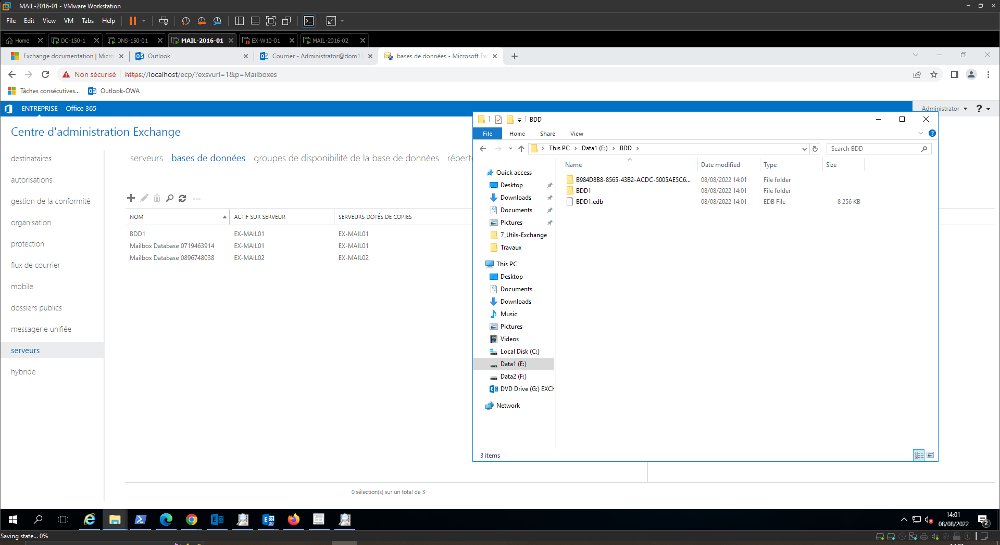 MAIL-2016-01 - VMware Workstation
File Edit View VM Tabs Help
Home DC-150-1 DNS-150-01 MAIL-2016-01 EX-W10-01 MAIL-2016-02
Exchange documentation | Micro Outlook Courrier - Administrator@dom13 bases de données - Microsoft Ex
Non sécurisé https://localhost/ecp/?exsvurl=1&p=Mailboxes
Tâches consécutives... Outlook-OWA
ENTREPRISE Office 365 Administrator ?
Centre d'administration Exchange
destinataires
autorisations
gestion de la conformité
organisation
protection
flux de courrier
mobile
dossiers publics
messagerie unifiée
serveurs
hybride
serveurs bases de données groupes de disponibilité de la base de données réperto
NOM ACTIF SUR SERVEUR SERVEURS DOTÉS DE COPIES
BDD1 EX-MAIL01 EX-MAIL01
Mailbox Database 0719463914 EX-MAIL01 EX-MAIL01
Mailbox Database 0896748038 EX-MAIL02 EX-MAIL02
0 sélection(s) sur un total de 3
BDD
File Home Share View
This PC Data1 (E:) BDD Search BDD
Name Date modified Type Size
B984D8B8-8565-43B2-ACDC-5005AE5C6... 08/08/2022 14:01 File folder
BDD1 08/08/2022 14:01 File folder
BDD1.edb 08/08/2022 14:01 EDB File 8 256 KB
Quick access
Desktop
Downloads
Documents
Pictures
7_Utils-Exchange
Travaux
This PC
Desktop
Documents
Downloads
Music
Pictures
Videos
Local Disk (C:)
Data1 (E:)
Data2 (F:)
DVD Drive (G:) EXCH
Network
3 items
14:01
08/08/2022
2
Saving state... 0%